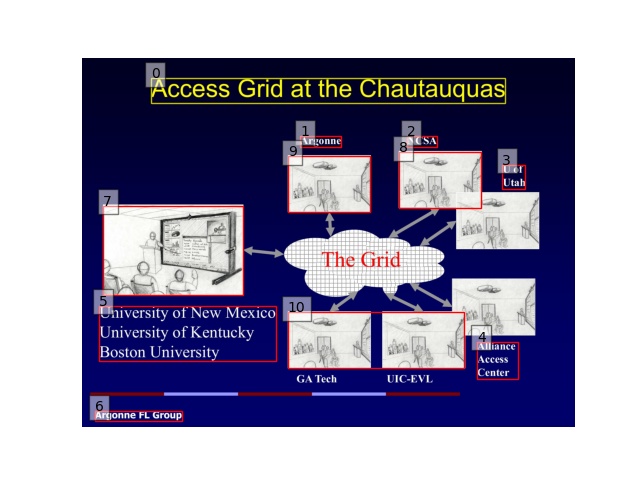 0
Access Grid at the Chautauquas
1
Argonne
2
NCSA
9
8
3
U of
Utah
7
The Grid
5
University of New Mexico
University of Kentucky
Boston University
10
4
Alliance
Access
Center
GA Tech
UIC-EVL
6
Argonne FL Group